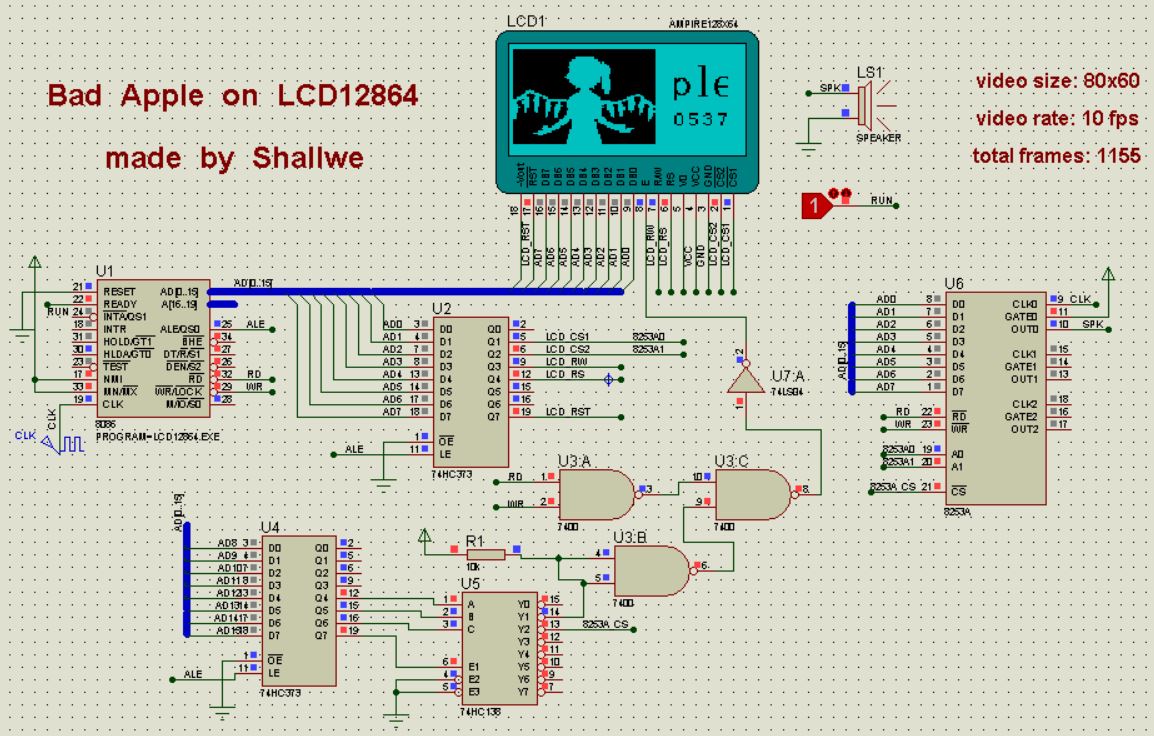 LCD1
AMPIRE128X64
Bad Apple on LCD12864
made by Shallwe
ple
0537
-Vout RST DB7 DB6 DB5 DB4 DB3 DB2 DB1 DB0 E R/W RS V0 VCC GND CS2 CS1
18 17 16 15 14 13 12 11 10 9 8 7 6 5 4 3 2 1
LCD_RST AD7 AD6 AD5 AD4 AD3 AD2 AD1 AD0 LCD_RW LCD_RS VCC GND LCD_CS2 LCD_CS1
LS1
SPK
SPEAKER
video size: 80x60
video rate: 10 fps
total frames: 1155
1
RUN
U1
21 RESET AD[0..15] AD[0..15]
22 READY A[16..19]
RUN 24 INTA/QS1
18 INTR ALE/QS0 25 ALE
31 HOLD/GT1 BHE 34
30 HLDA/GT0 DT/R/S1 27
23 TEST DEN/S2 26
17 NMI RD 32 RD
33 MN/MX WR/LOCK 29 WR
19 CLK M/IO/S0 28
8086
PROGRAM=LCD12864.EXE
CLK
CLK
U2
AD0 3 D0 Q0 2
AD1 4 D1 Q1 5 LCD_CS1 8253A0
AD2 7 D2 Q2 6 LCD_CS2 8253A1
AD3 8 D3 Q3 9 LCD_RW
AD4 13 D4 Q4 12 LCD_RS
AD5 14 D5 Q5 15
AD6 17 D6 Q6 16
AD7 18 D7 Q7 19 LCD_RST
1 OE
ALE 11 LE
74HC373
2
U7:A
74LS04
1
U6
AD[0..15]
AD0 8 D0 CLK0 9 CLK
AD1 7 D1 GATE0 11
AD2 6 D2 OUT0 10 SPK
AD3 5 D3
AD4 4 D4 CLK1 15
AD5 3 D5 GATE1 14
AD6 2 D6 OUT1 13
AD7 1 D7
CLK2 18
RD 22 RD GATE2 16
WR 23 WR OUT2 17
8253A0 19 A0
8253A1 20 A1
8253A CS 21 CS
8253A
U3:A
RD 1
3
WR 2
7400
U3:C
10
8
9
7400
U3:B
4
6
5
7400
R1
10k
AD[0..15]
U4
AD8 3 D0 Q0 2
AD9 4 D1 Q1 5
AD10 7 D2 Q2 6
AD11 8 D3 Q3 9
AD12 13 D4 Q4 12
AD13 14 D5 Q5 15
AD14 17 D6 Q6 16
AD15 18 D7 Q7 19
1 OE
ALE 11 LE
74HC373
U5
1 A Y0 15
2 B Y1 14
3 C Y2 13 8253A CS
Y3 12
Y4 11
6 E1 Y5 10
4 E2 Y6 9
5 E3 Y7 7
74HC138